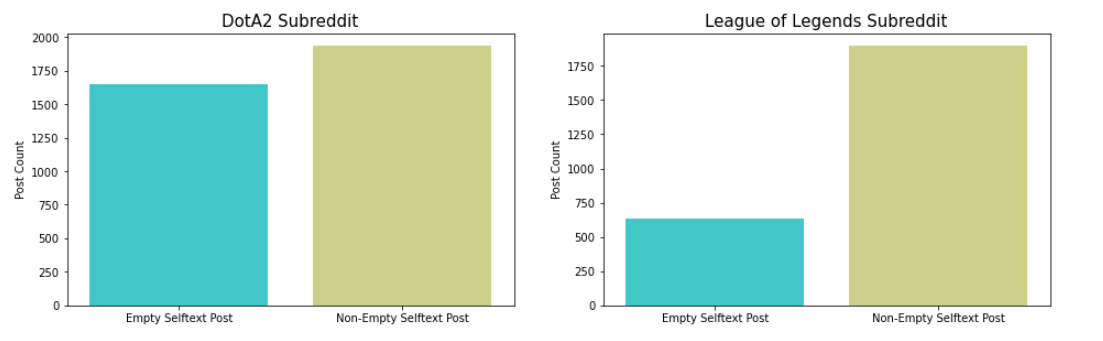 DotA2 Subreddit
Post Count
2000
1750
1500
1250
1000
750
500
250
0
Empty Selftext Post
Non-Empty Selftext Post
League of Legends Subreddit
Post Count
1750
1500
1250
1000
750
500
250
0
Empty Selftext Post
Non-Empty Selftext Post